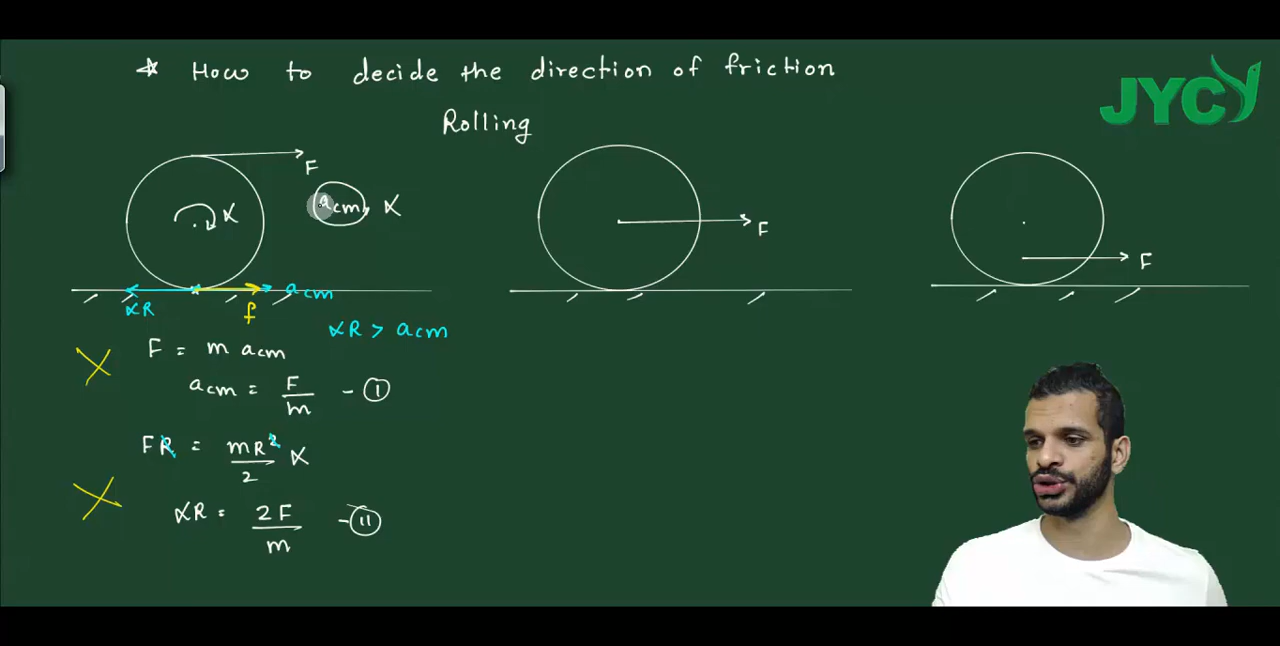 * How to decide the direction of friction
JYC
Rolling
F
acm, α
α
αR
f
acm
αR > acm
F = m acm
acm = F/m - ①
FR = mR²/2 α
αR = 2F/m - ⑪
F
F